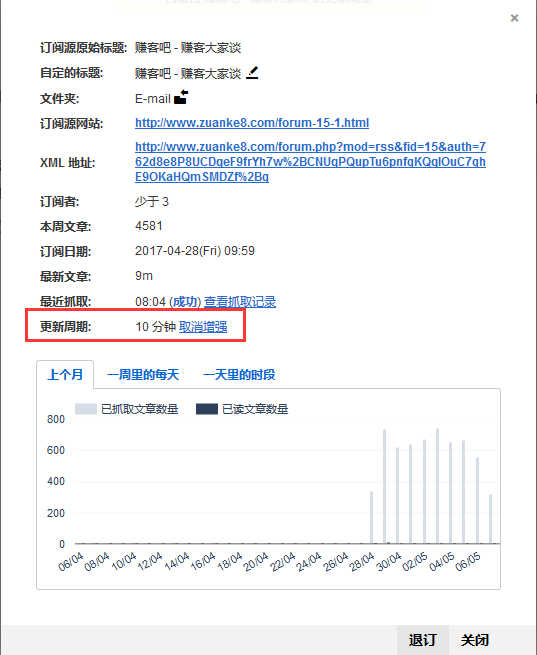 ×
订阅源原始标题: 赚客吧 - 赚客大家谈
自定的标题: 赚客吧 - 赚客大家谈
文件夹: E-mail
订阅源网站: http://www.zuanke8.com/forum-15-1.html
XML 地址: http://www.zuanke8.com/forum.php?mod=rss&fid=15&auth=7
62d8e8P8UCDqeF9frYh7w%2BCNUqPQupTu6pnfqKQqlOuC7qh
E9OKaHQmSMDZf%2Bq
订阅者: 少于 3
本周文章: 4581
订阅日期: 2017-04-28(Fri) 09:59
最新文章: 9m
最近抓取: 08:04 (成功) 查看抓取记录
更新周期: 10 分钟 取消增强
上个月 一周里的每天 一天里的时段
已抓取文章数量 已读文章数量
800
600
400
200
0
06/04 08/04 10/04 12/04 14/04 16/04 18/04 20/04 22/04 24/04 26/04 28/04 30/04 02/05 04/05 06/05
退订 关闭